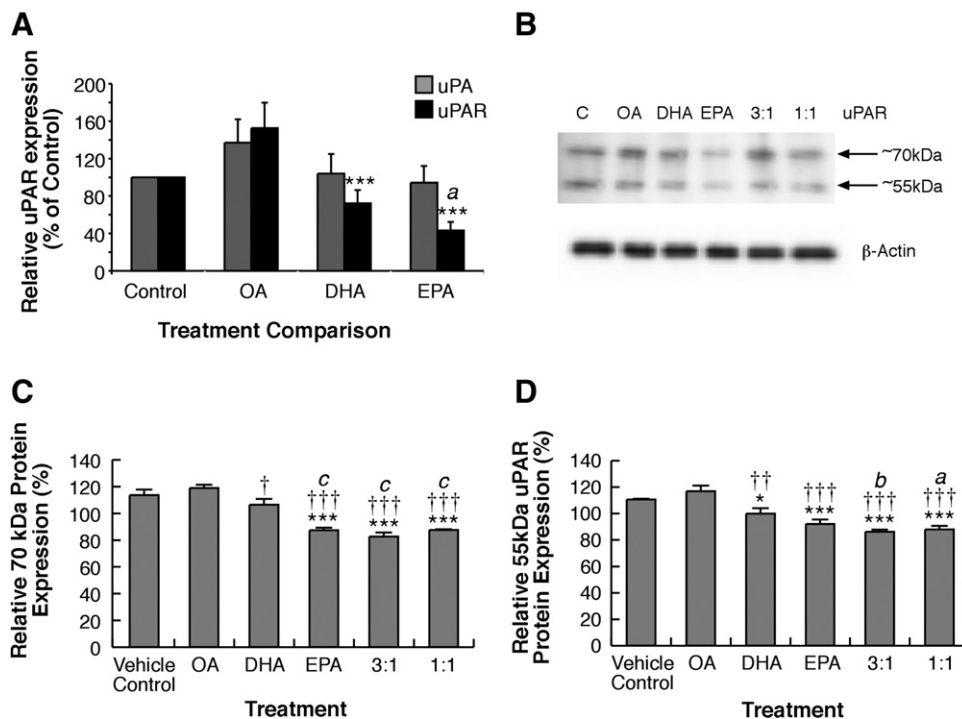 A
Relative uPAR expression
(% of Control)
200
160
120
80
40
0
uPA
uPAR
***
a
***
Control OA DHA EPA
Treatment Comparison
B
C OA DHA EPA 3:1 1:1 uPAR
~70kDa
~55kDa
β-Actin
C
Relative 70 kDa Protein
Expression (%)
140
120
100
80
60
40
20
0
†
c
†††
***
c
†††
***
c
†††
***
Vehicle
Control
OA DHA EPA 3:1 1:1
Treatment
D
Relative 55kDa uPAR
Protein Expression (%)
140
120
100
80
60
40
20
0
††
*
†††
***
b
†††
***
a
†††
***
Vehicle
Control
OA DHA EPA 3:1 1:1
Treatment